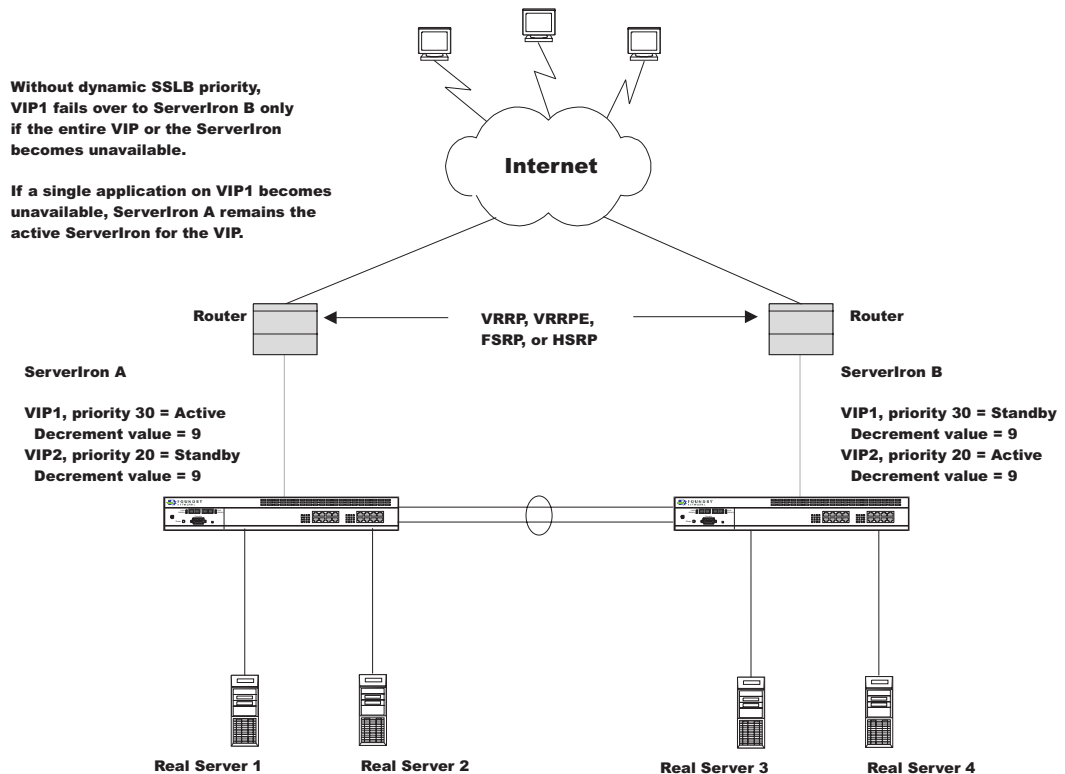 Without dynamic SSLB priority,
VIP1 fails over to ServerIron B only
if the entire VIP or the ServerIron
becomes unavailable.
If a single application on VIP1 becomes
unavailable, ServerIron A remains the
active ServerIron for the VIP.
Internet
Router
VRRP, VRRPE,
FSRP, or HSRP
Router
ServerIron A
VIP1, priority 30 = Active
Decrement value = 9
VIP2, priority 20 = Standby
Decrement value = 9
ServerIron B
VIP1, priority 30 = Standby
Decrement value = 9
VIP2, priority 20 = Active
Decrement value = 9
FOUNDRY
FOUNDRY
Real Server 1
Real Server 2
Real Server 3
Real Server 4